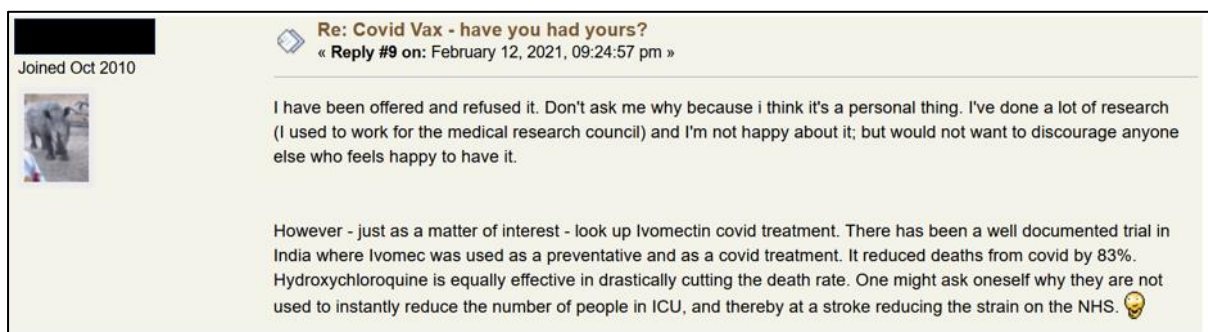 Re: Covid Vax - have you had yours?
« Reply #9 on: February 12, 2021, 09:24:57 pm »
Joined Oct 2010
I have been offered and refused it. Don't ask me why because i think it's a personal thing. I've done a lot of research
(I used to work for the medical research council) and I'm not happy about it; but would not want to discourage anyone
else who feels happy to have it.
However - just as a matter of interest - look up Ivomectin covid treatment. There has been a well documented trial in
India where Ivomec was used as a preventative and as a covid treatment. It reduced deaths from covid by 83%.
Hydroxychloroquine is equally effective in drastically cutting the death rate. One might ask oneself why they are not
used to instantly reduce the number of people in ICU, and thereby at a stroke reducing the strain on the NHS.